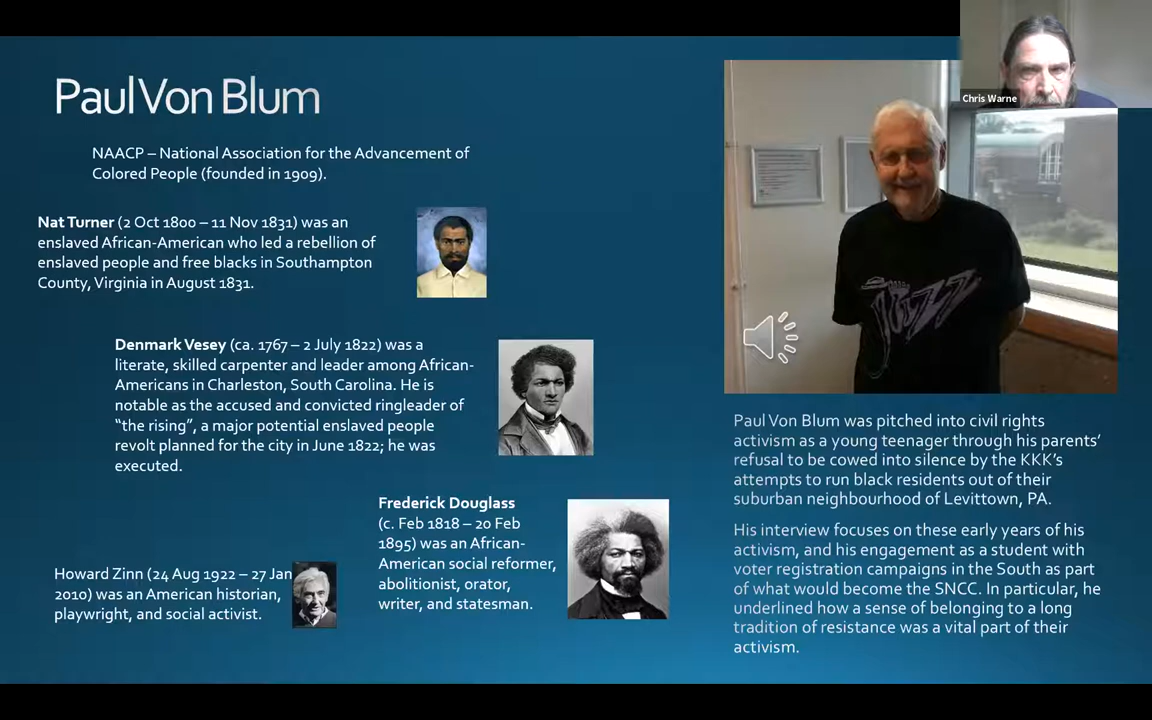 Chris Warne
Paul Von Blum
NAACP – National Association for the Advancement of
Colored People (founded in 1909).
Nat Turner (2 Oct 1800 – 11 Nov 1831) was an
enslaved African-American who led a rebellion of
enslaved people and free blacks in Southampton
County, Virginia in August 1831.
Denmark Vesey (ca. 1767 – 2 July 1822) was a
literate, skilled carpenter and leader among African-
Americans in Charleston, South Carolina. He is
notable as the accused and convicted ringleader of
“the rising”, a major potential enslaved people
revolt planned for the city in June 1822; he was
executed.
Frederick Douglass
(c. Feb 1818 – 20 Feb
1895) was an African-
American social reformer,
abolitionist, orator,
writer, and statesman.
Howard Zinn (24 Aug 1922 – 27 Jan
2010) was an American historian,
playwright, and social activist.
Jazz
Paul Von Blum was pitched into civil rights
activism as a young teenager through his parents’
refusal to be cowed into silence by the KKK’s
attempts to run black residents out of their
suburban neighbourhood of Levittown, PA.
His interview focuses on these early years of his
activism, and his engagement as a student with
voter registration campaigns in the South as part
of what would become the SNCC. In particular, he
underlined how a sense of belonging to a long
tradition of resistance was a vital part of their
activism.